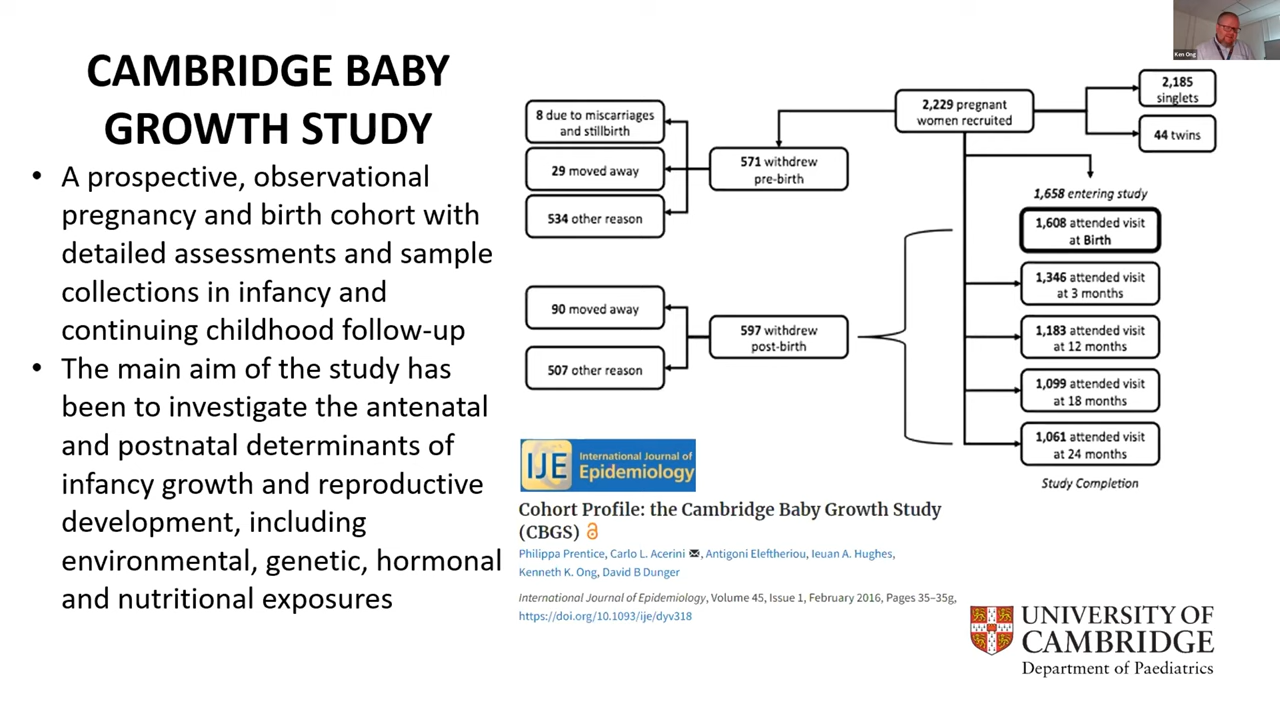 CAMBRIDGE BABY
GROWTH STUDY
• A prospective, observational
pregnancy and birth cohort with
detailed assessments and sample
collections in infancy and
continuing childhood follow-up
• The main aim of the study has
been to investigate the antenatal
and postnatal determinants of
infancy growth and reproductive
development, including
environmental, genetic, hormonal
and nutritional exposures
Ken Ong
2,229 pregnant
women recruited
2,185
singlets
44 twins
571 withdrew
pre-birth
8 due to miscarriages
and stillbirth
29 moved away
534 other reason
1,658 entering study
1,608 attended visit
at Birth
1,346 attended visit
at 3 months
1,183 attended visit
at 12 months
1,099 attended visit
at 18 months
1,061 attended visit
at 24 months
Study Completion
597 withdrew
post-birth
90 moved away
507 other reason
IJE International Journal of
Epidemiology
Cohort Profile: the Cambridge Baby Growth Study
(CBGS)
Philippa Prentice, Carlo L. Acerini ✉, Antigoni Eleftheriou, Ieuan A. Hughes,
Kenneth K. Ong, David B Dunger
International Journal of Epidemiology, Volume 45, Issue 1, February 2016, Pages 35–35g,
https://doi.org/10.1093/ije/dyv318
UNIVERSITY OF
CAMBRIDGE
Department of Paediatrics